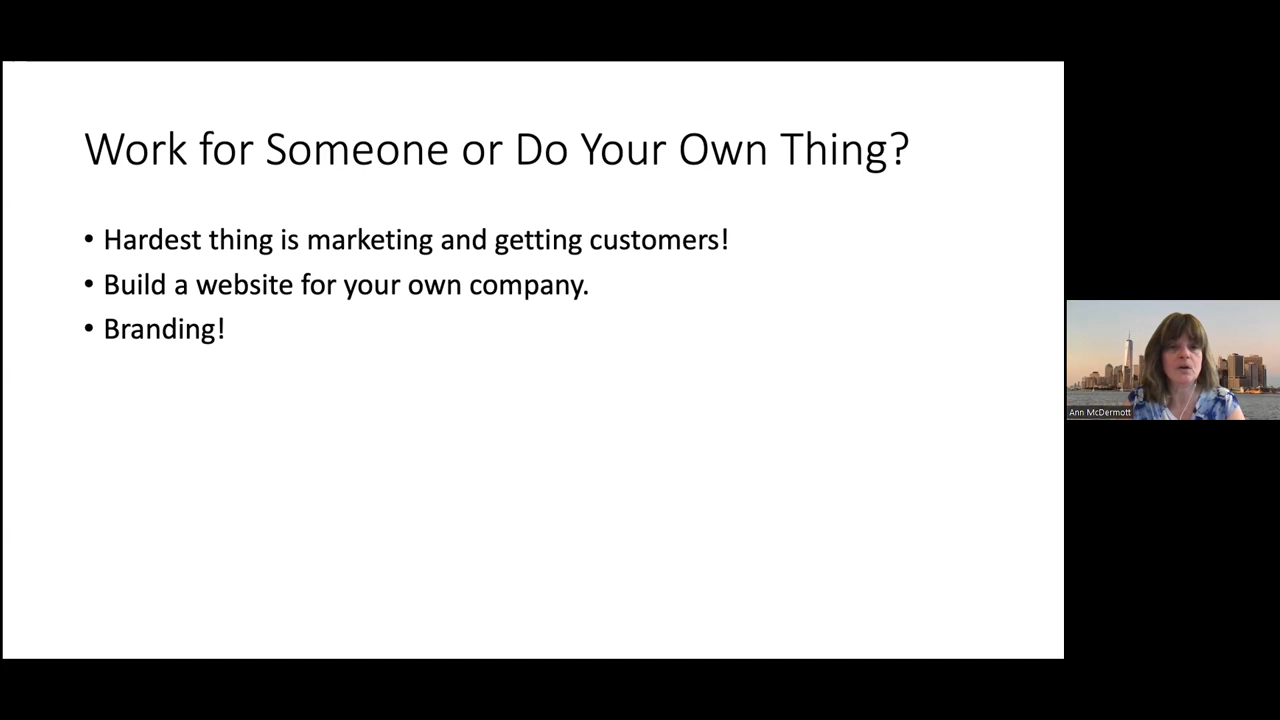 Work for Someone or Do Your Own Thing?
• Hardest thing is marketing and getting customers!
• Build a website for your own company.
• Branding!
Ann McDermott